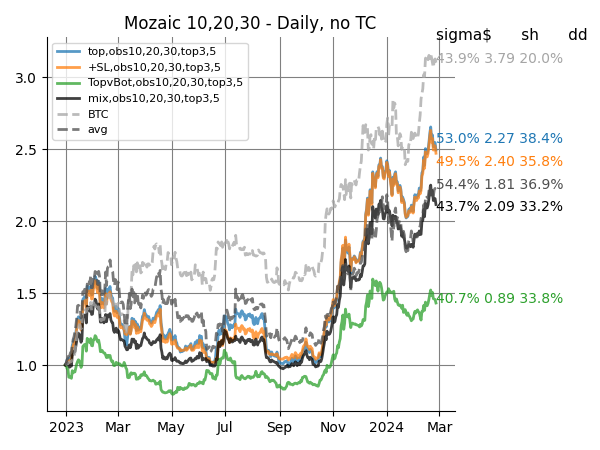 Mozaic 10,20,30 - Daily, no TC
sigma$ sh dd
top,obs10,20,30,top3,5
+SL,obs10,20,30,top3,5
TopvBot,obs10,20,30,top3,5
mix,obs10,20,30,top3,5
BTC
avg
43.9% 3.79 20.0%
53.0% 2.27 38.4%
49.5% 2.40 35.8%
54.4% 1.81 36.9%
43.7% 2.09 33.2%
40.7% 0.89 33.8%
3.0
2.5
2.0
1.5
1.0
2023 Mar May Jul Sep Nov 2024 Mar